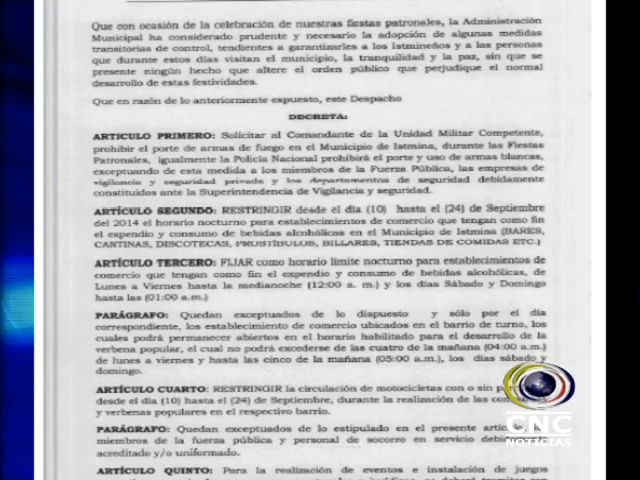 Que con ocasión de la celebración de nuestras fiestas patronales, la Administración
Municipal ha considerado prudente y necesario la adopción de algunas medidas
transitorias de control, tendientes a garantizarles a los Istmineños y a las personas
que durante estos días visitan el municipio, la tranquilidad y la paz, sin que se
presente ningún hecho que altere el orden público que perjudique el normal
desarrollo de estas festividades.
Que en razón de lo anteriormente expuesto, este Despacho
DECRETA:
ARTICULO PRIMERO: Solicitar al Comandante de la Unidad Militar Competente,
prohibir el porte de armas de fuego en el Municipio de Istmina, durante las Fiestas
Patronales, igualmente la Policía Nacional prohibirá el porte y uso de armas blancas,
exceptuando de esta medida a los miembros de la Fuerza Pública, las empresas de
vigilancia y seguridad privada y los departamentos de seguridad debidamente
constituidos ante la Superintendencia de Vigilancia y seguridad.
ARTÍCULO SEGUNDO: RESTRINGIR desde el día (10) hasta el (24) de Septiembre
del 2014 el horario nocturno para establecimientos de comercio que tengan como fin
el expendio y consumo de bebidas alcohólicas en el Municipio de Istmina (BARES,
CANTINAS, DISCOTECAS, PROSTÍBULOS, BILLARES, TIENDAS DE COMIDAS ETC.)
ARTÍCULO TERCERO: FIJAR como horario limite nocturno para establecimientos de
comercio que tengan como fin el expendio y consumo de bebidas alcohólicas, de
Lunes a Viernes hasta la medianoche (12:00 a. m.) y los días Sábado y Domingo
hasta las (01:00 a.m.)
PARÁGRAFO: Quedan exceptuados de lo dispuesto y sólo por el día
correspondiente, los establecimiento de comercio ubicados en el barrio de turno, los
cuales podrá permanecer abiertos en el horario habilitado para el desarrollo de la
verbena popular, el cual no podrá excederse de las cuatro de la mañana (04:00 a.m.)
de lunes a viernes y hasta las cinco de la mañana (05:00 a.m.), los días sábado y
domingo.
ARTÍCULO CUARTO: RESTRINGIR la circulación de motocicletas con o sin
desde el día (10) hasta el (24) de Septiembre, durante la realización de las
y verbenas populares en el respectivo barrio.
PARÁGRAFO: Quedan exceptuados de lo estipulado en el presente
miembros de la fuerza pública y personal de socorro en servicio
acreditado y/o uniformado.
ARTÍCULO QUINTO: Para la realización de eventos e instalación de juegos
CNC
NOTICIAS